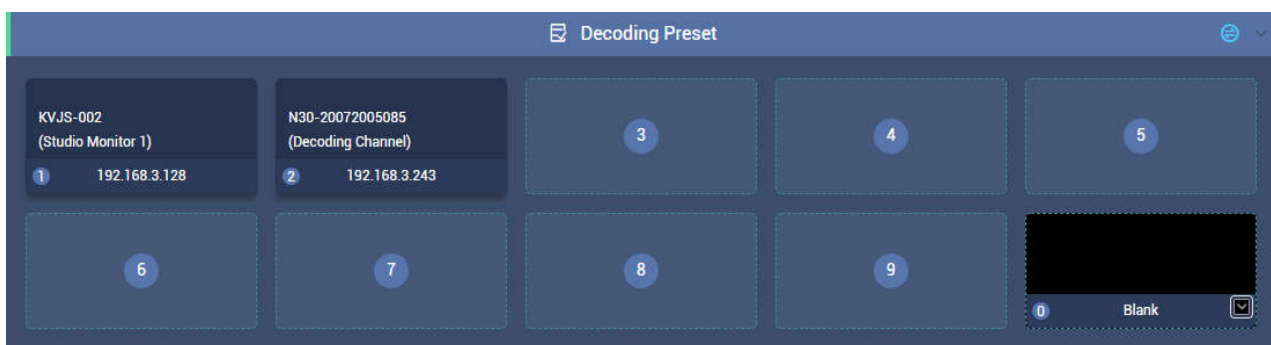 Decoding Preset
KVJS-002
(Studio Monitor 1)
1 192.168.3.128
N30-20072005085
(Decoding Channel)
2 192.168.3.243
3
4
5
6
7
8
9
0 Blank